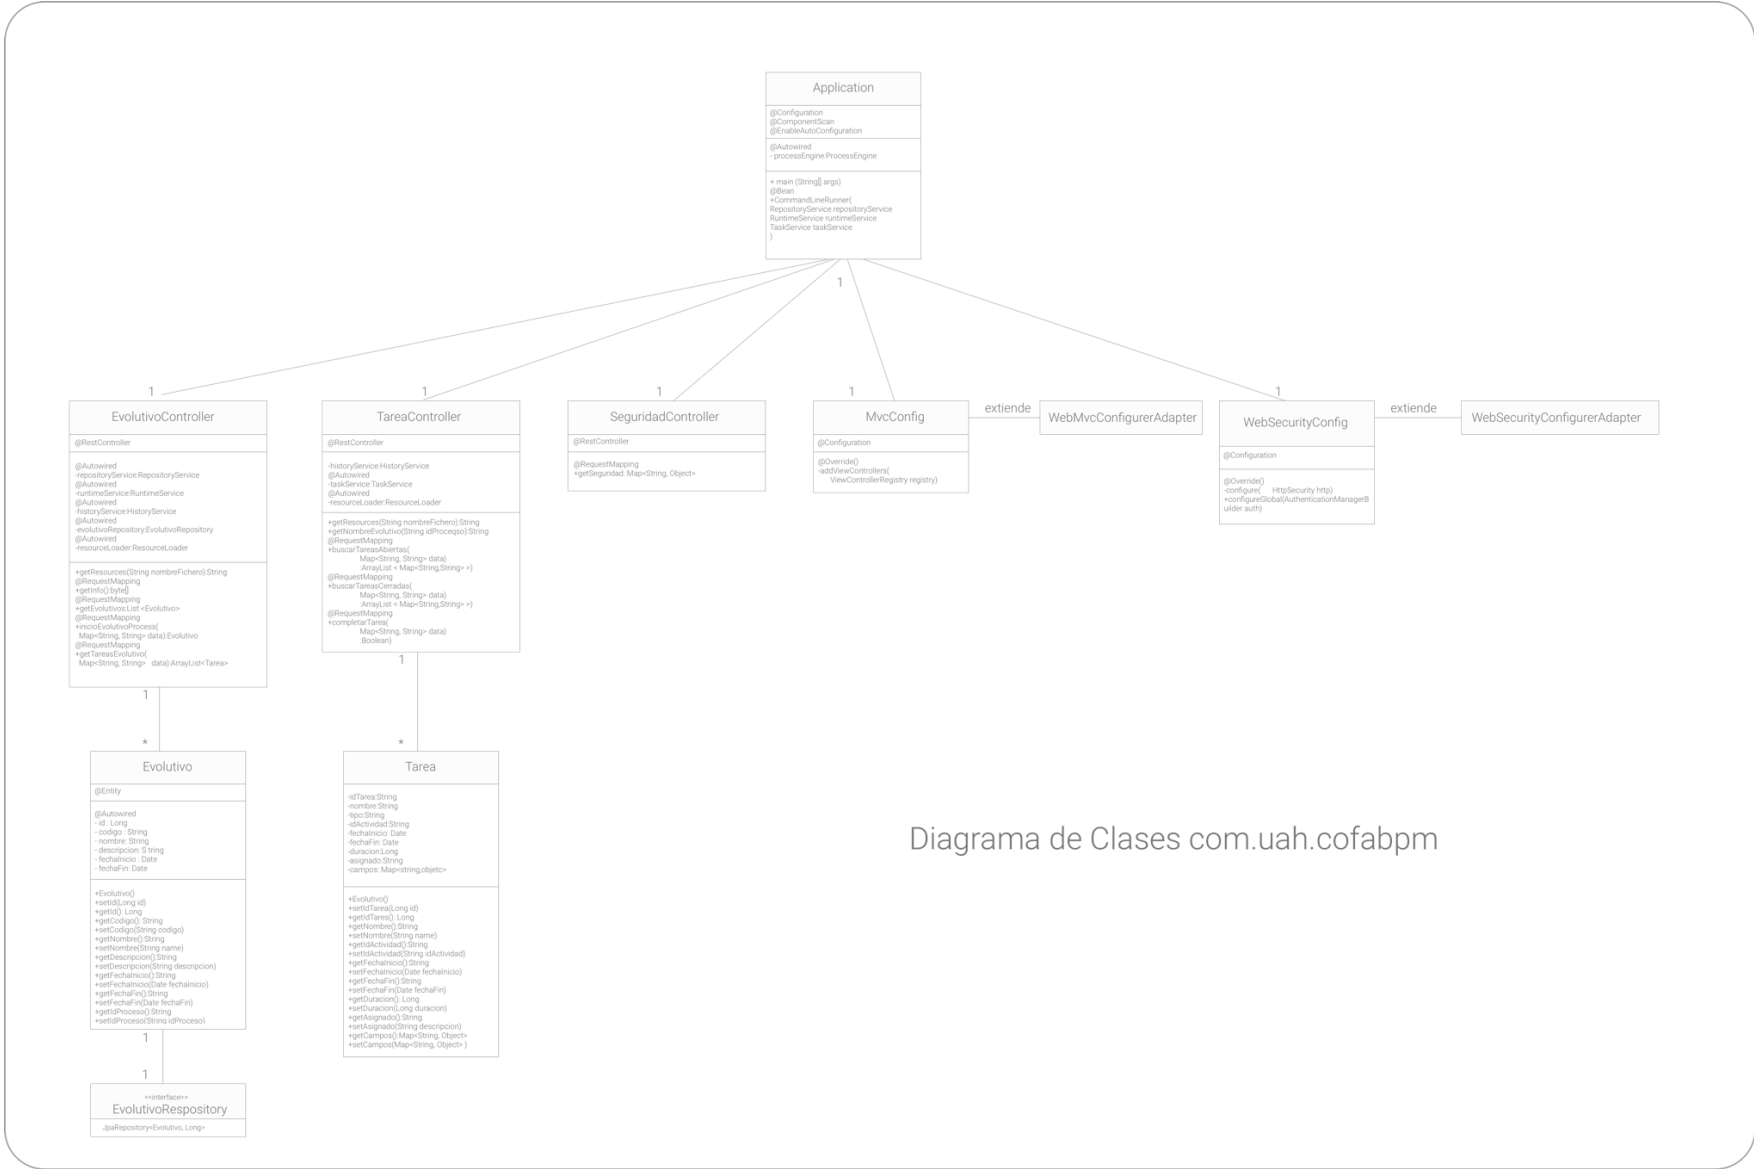 Application
@Configuration
@ComponentScan
@EnableAutoConfiguration
@Autowired
- processEngine:ProcessEngine
+ main (String[] args)
@Bean
+CommandLineRunner(
RepositoryService repositoryService
RuntimeService runtimeService
TaskService taskService
)
1
1
1
1
1
1
EvolutivoController
@RestController
@Autowired
-repositoryService:RepositoryService
@Autowired
-runtimeService:RuntimeService
@Autowired
-historyService:HistoryService
@Autowired
-evolutivoRepository:EvolutivoRepository
@Autowired
-resourceLoader:ResourceLoader
+getResources(String nombreFichero):String
@RequestMapping
+getInfo():byte[]
@RequestMapping
+getEvolutivos:List <Evolutivo>
@RequestMapping
+inicioEvolutivoProcess(
Map<String, String> data):Evolutivo
@RequestMapping
+getTareasEvolutivo(
Map<String, String> data):ArrayList<Tarea>
TareaController
@RestController
-historyService:HistoryService
@Autowired
-taskService:TaskService
@Autowired
-resourceLoader:ResourceLoader
+getResources(String nombreFichero):String
+getNombreEvolutivo(String idProceqso):String
@RequestMapping
+buscarTareasAbiertas(
Map<String, String> data)
:ArrayList < Map<String,String> >)
@RequestMapping
+buscarTareasCerradas(
Map<String, String> data)
:ArrayList < Map<String,String> >)
@RequestMapping
+completarTarea(
Map<String, String> data)
:Boolean)
SeguridadController
@RestController
@RequestMapping
+getSeguridad: Map<String, Object>
MvcConfig
@Configuration
@Override()
-addViewControllers(
ViewControllerRegistry registry)
extiende
WebMvcConfigurerAdapter
WebSecurityConfig
@Configuration
@Override()
-configure( HttpSecurity http)
+configureGlobal(AuthenticationManagerB
uilder auth)
extiende
WebSecurityConfigurerAdapter
1
*
1
*
Evolutivo
@Entity
@Autowired
- id : Long
- codigo : String
- nombre: String
- descripcion: S tring
- fechaInicio : Date
- fechaFin: Date
+Evolutivo()
+setId(Long id)
+getId(): Long
+getCodigo(): String
+setCodigo(String codigo)
+getNombre():String
+setNombre(String name)
+getDescripcion():String
+setDescripcion(String descripcion)
+getFechaInicio():String
+setFechaInicio(Date fechaInicio)
+getFechaFin():String
+setFechaFin(Date fechaFin)
+getIdProceso():String
+setIdProceso(String idProceso)
Tarea
-idTarea:String
-nombre:String
-tipo:String
-idActividad:String
-fechaInicio: Date
-fechaFin: Date
-duracion:Long
-asignado:String
-campos: Map<string,objetc>
+Evolutivo()
+setIdTarea(Long id)
+getIdTares(): Long
+getNombre():String
+setNombre(String name)
+getIdActividad():String
+setIdActividad(String idActividad)
+getFechaInicio():String
+setFechaInicio(Date fechaInicio)
+getFechaFin():String
+setFechaFin(Date fechaFin)
+getDuracion(): Long
+setDuracion(Long duracion)
+getAsignado():String
+setAsignado(String descripcion)
+getCampos():Map<String, Object>
+setCampos(Map<String, Object> )
Diagrama de Clases com.uah.cofabpm
1
1
<<interface>>
EvolutivoRespository
JpaRepository<Evolutivo, Long>